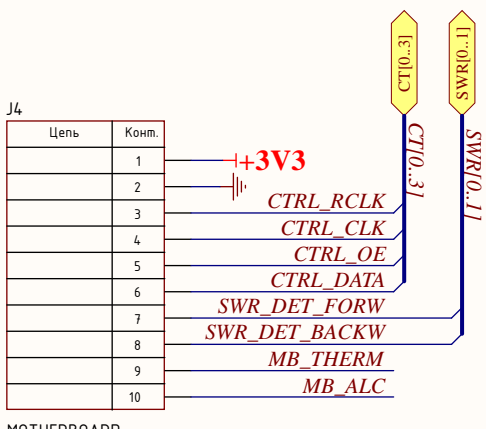 CT[0..3]
SWR[0..1]
J4
Цепь Конт.
CT[0..3]
SWR[0..1]
1 +3V3
2
3 CTRL_RCLK
4 CTRL_CLK
5 CTRL_OE
6 CTRL_DATA
7 SWR_DET_FORW
8 SWR_DET_BACKW
9 MB_THERM
10 MB_ALC
MOTHERBOARD